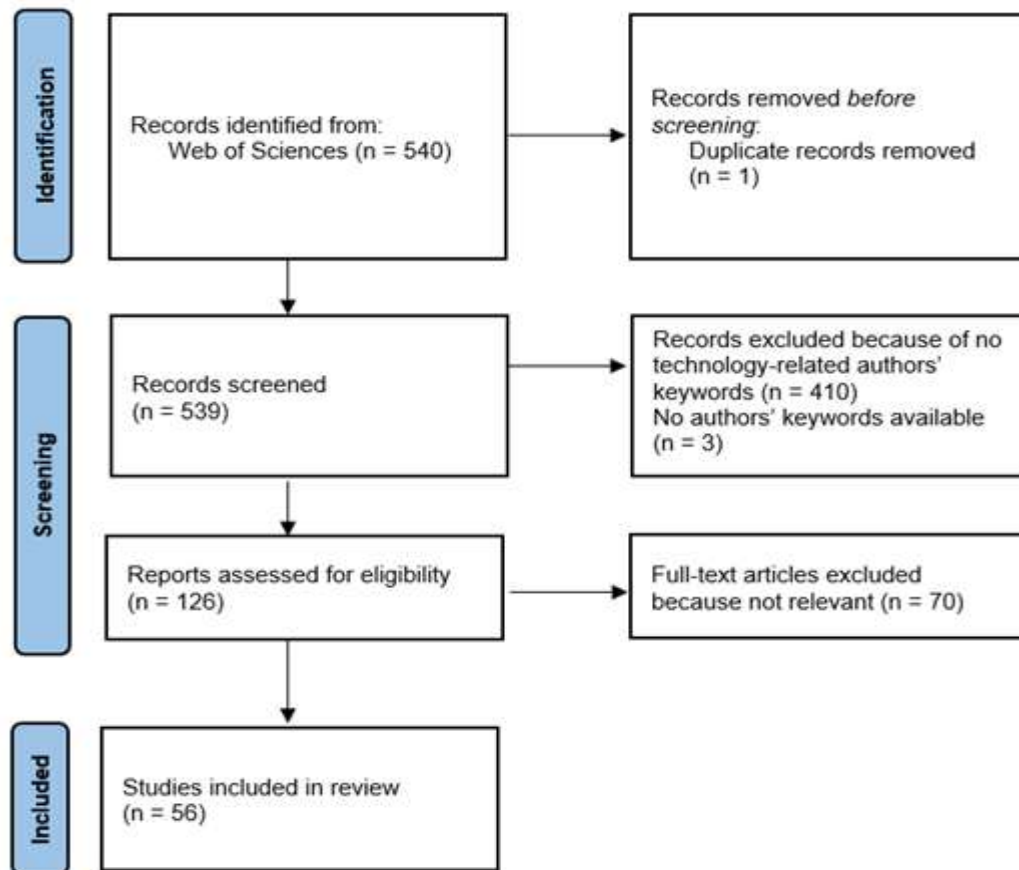 Identification
Records identified from:
Web of Sciences (n = 540)
Records removed before
screening:
Duplicate records removed
(n = 1)
Screening
Records screened
(n = 539)
Records excluded because of no
technology-related authors'
keywords (n = 410)
No authors' keywords available
(n = 3)
Reports assessed for eligibility
(n = 126)
Full-text articles excluded
because not relevant (n = 70)
Included
Studies included in review
(n = 56)